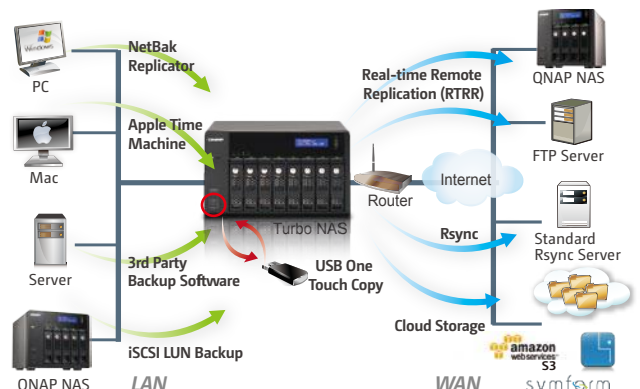 Windows
PC
NetBak
Replicator
Apple Time
Machine
Mac
Server
3rd Party
Backup Software
iSCSI LUN Backup
QNAP NAS
LAN
Turbo NAS
USB One
Touch Copy
Real-time Remote
Replication (RTRR)
Router
Internet
Rsync
Cloud Storage
WAN
QNAP NAS
FTP Server
Standard
Rsync Server
amazon
webservices™
S3
symform